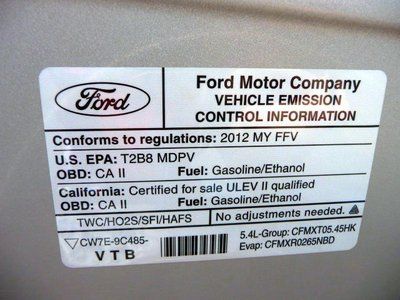 Ford
Ford Motor Company
VEHICLE EMISSION
CONTROL INFORMATION
Conforms to regulations: 2012 MY FFV
U.S. EPA: T2B8 MDPV
OBD: CA II Fuel: Gasoline/Ethanol
California: Certified for sale ULEV II qualified
OBD: CA II Fuel: Gasoline/Ethanol
TWC/HO2S/SFI/HAFS No adjustments needed.
CW7E-9C485-
VTB
5.4L-Group: CFMXT05.45HK
Evap: CFMXR0265NBD